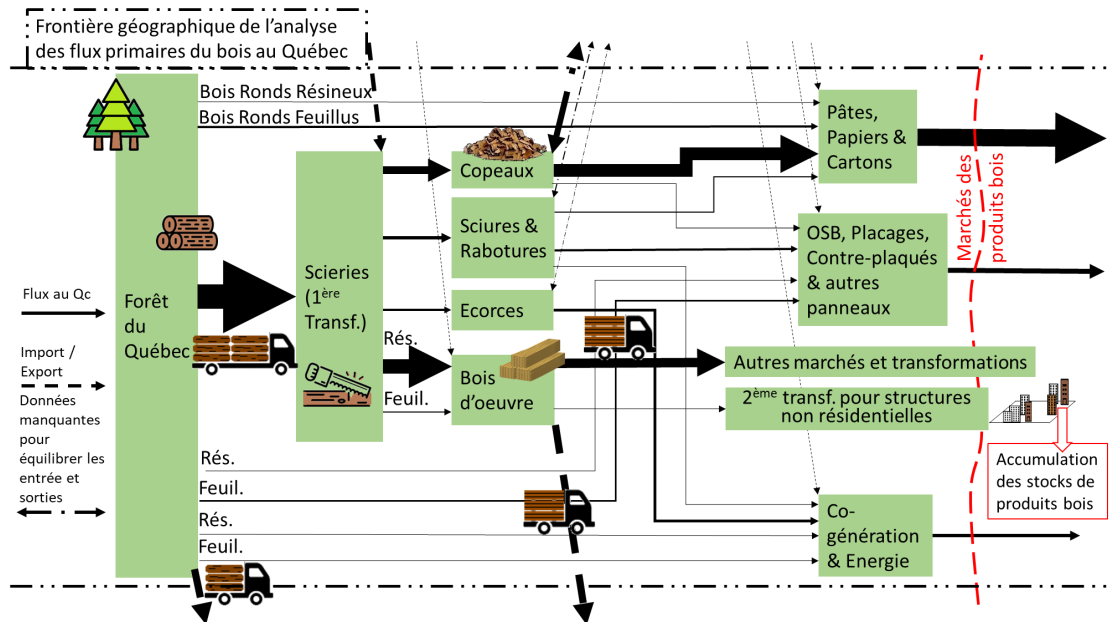 Frontière géographique de l'analyse
des flux primaires du bois au Québec
Bois Ronds Résineux
Bois Ronds Feuillus
Pâtes,
Papiers &
Cartons
Copeaux
Sciures &
Rabotures
Marchés des
produits bois
OSB, Placages,
Contre-plaqués
& autres
panneaux
Scieries
(1ère
Transf.)
Flux au Qc
Forêt
du
Québec
Ecorces
Rés.
Import /
Export
Autres marchés et transformations
Bois
d'oeuvre
Feuil.
2ème transf. pour structures
non résidentielles
Données
manquantes
pour
équilibrer les
entrée et
sorties
Rés.
Feuil.
Accumulation
des stocks de
produits bois
Rés.
Feuil.
Co-
génération
& Energie